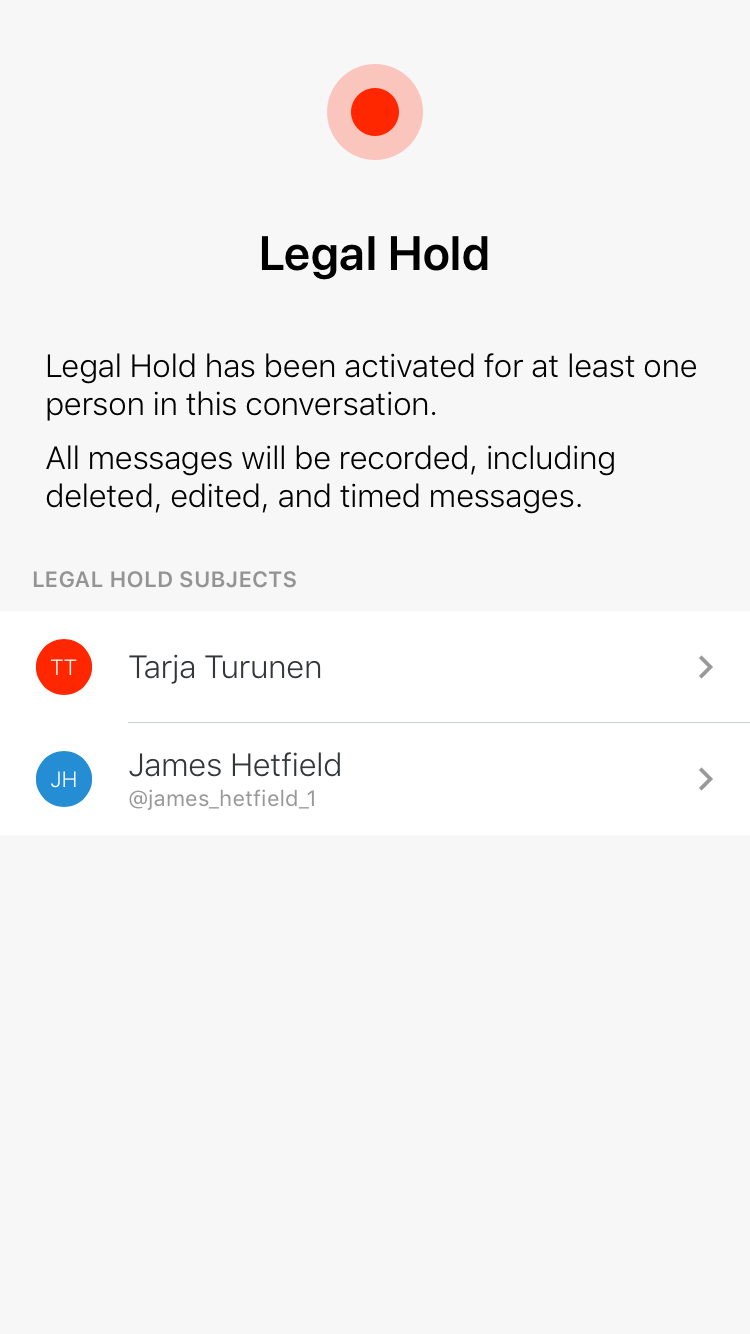 Legal Hold
Legal Hold has been activated for at least one
person in this conversation.
All messages will be recorded, including
deleted, edited, and timed messages.
LEGAL HOLD SUBJECTS
TT
Tarja Turunen
JH
James Hetfield
@james_hetfield_1